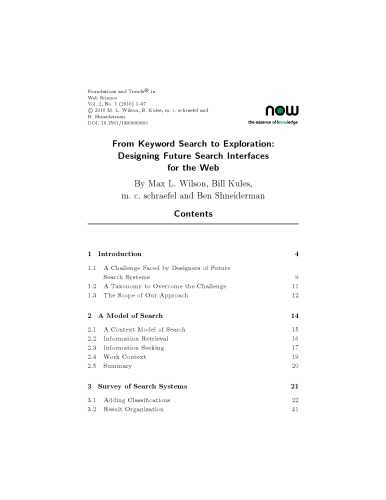 Foundations and Trends® in
Web Science
Vol. 2, No. 1 (2010) 1–97
© 2010 M. L. Wilson, B. Kules, m. c. schraefel and
B. Shneiderman
DOI: 10.1561/1800000003
now
the essence of knowledge
From Keyword Search to Exploration:
Designing Future Search Interfaces
for the Web
By Max L. Wilson, Bill Kules,
m. c. schraefel and Ben Shneiderman
Contents
1 Introduction 4
1.1 A Challenge Faced by Designers of Future
Search Systems 9
1.2 A Taxonomy to Overcome the Challenge 11
1.3 The Scope of Our Approach 12
2 A Model of Search 14
2.1 A Context Model of Search 15
2.2 Information Retrieval 16
2.3 Information Seeking 17
2.4 Work Context 19
2.5 Summary 20
3 Survey of Search Systems 21
3.1 Adding Classifications 22
3.2 Result Organization 41